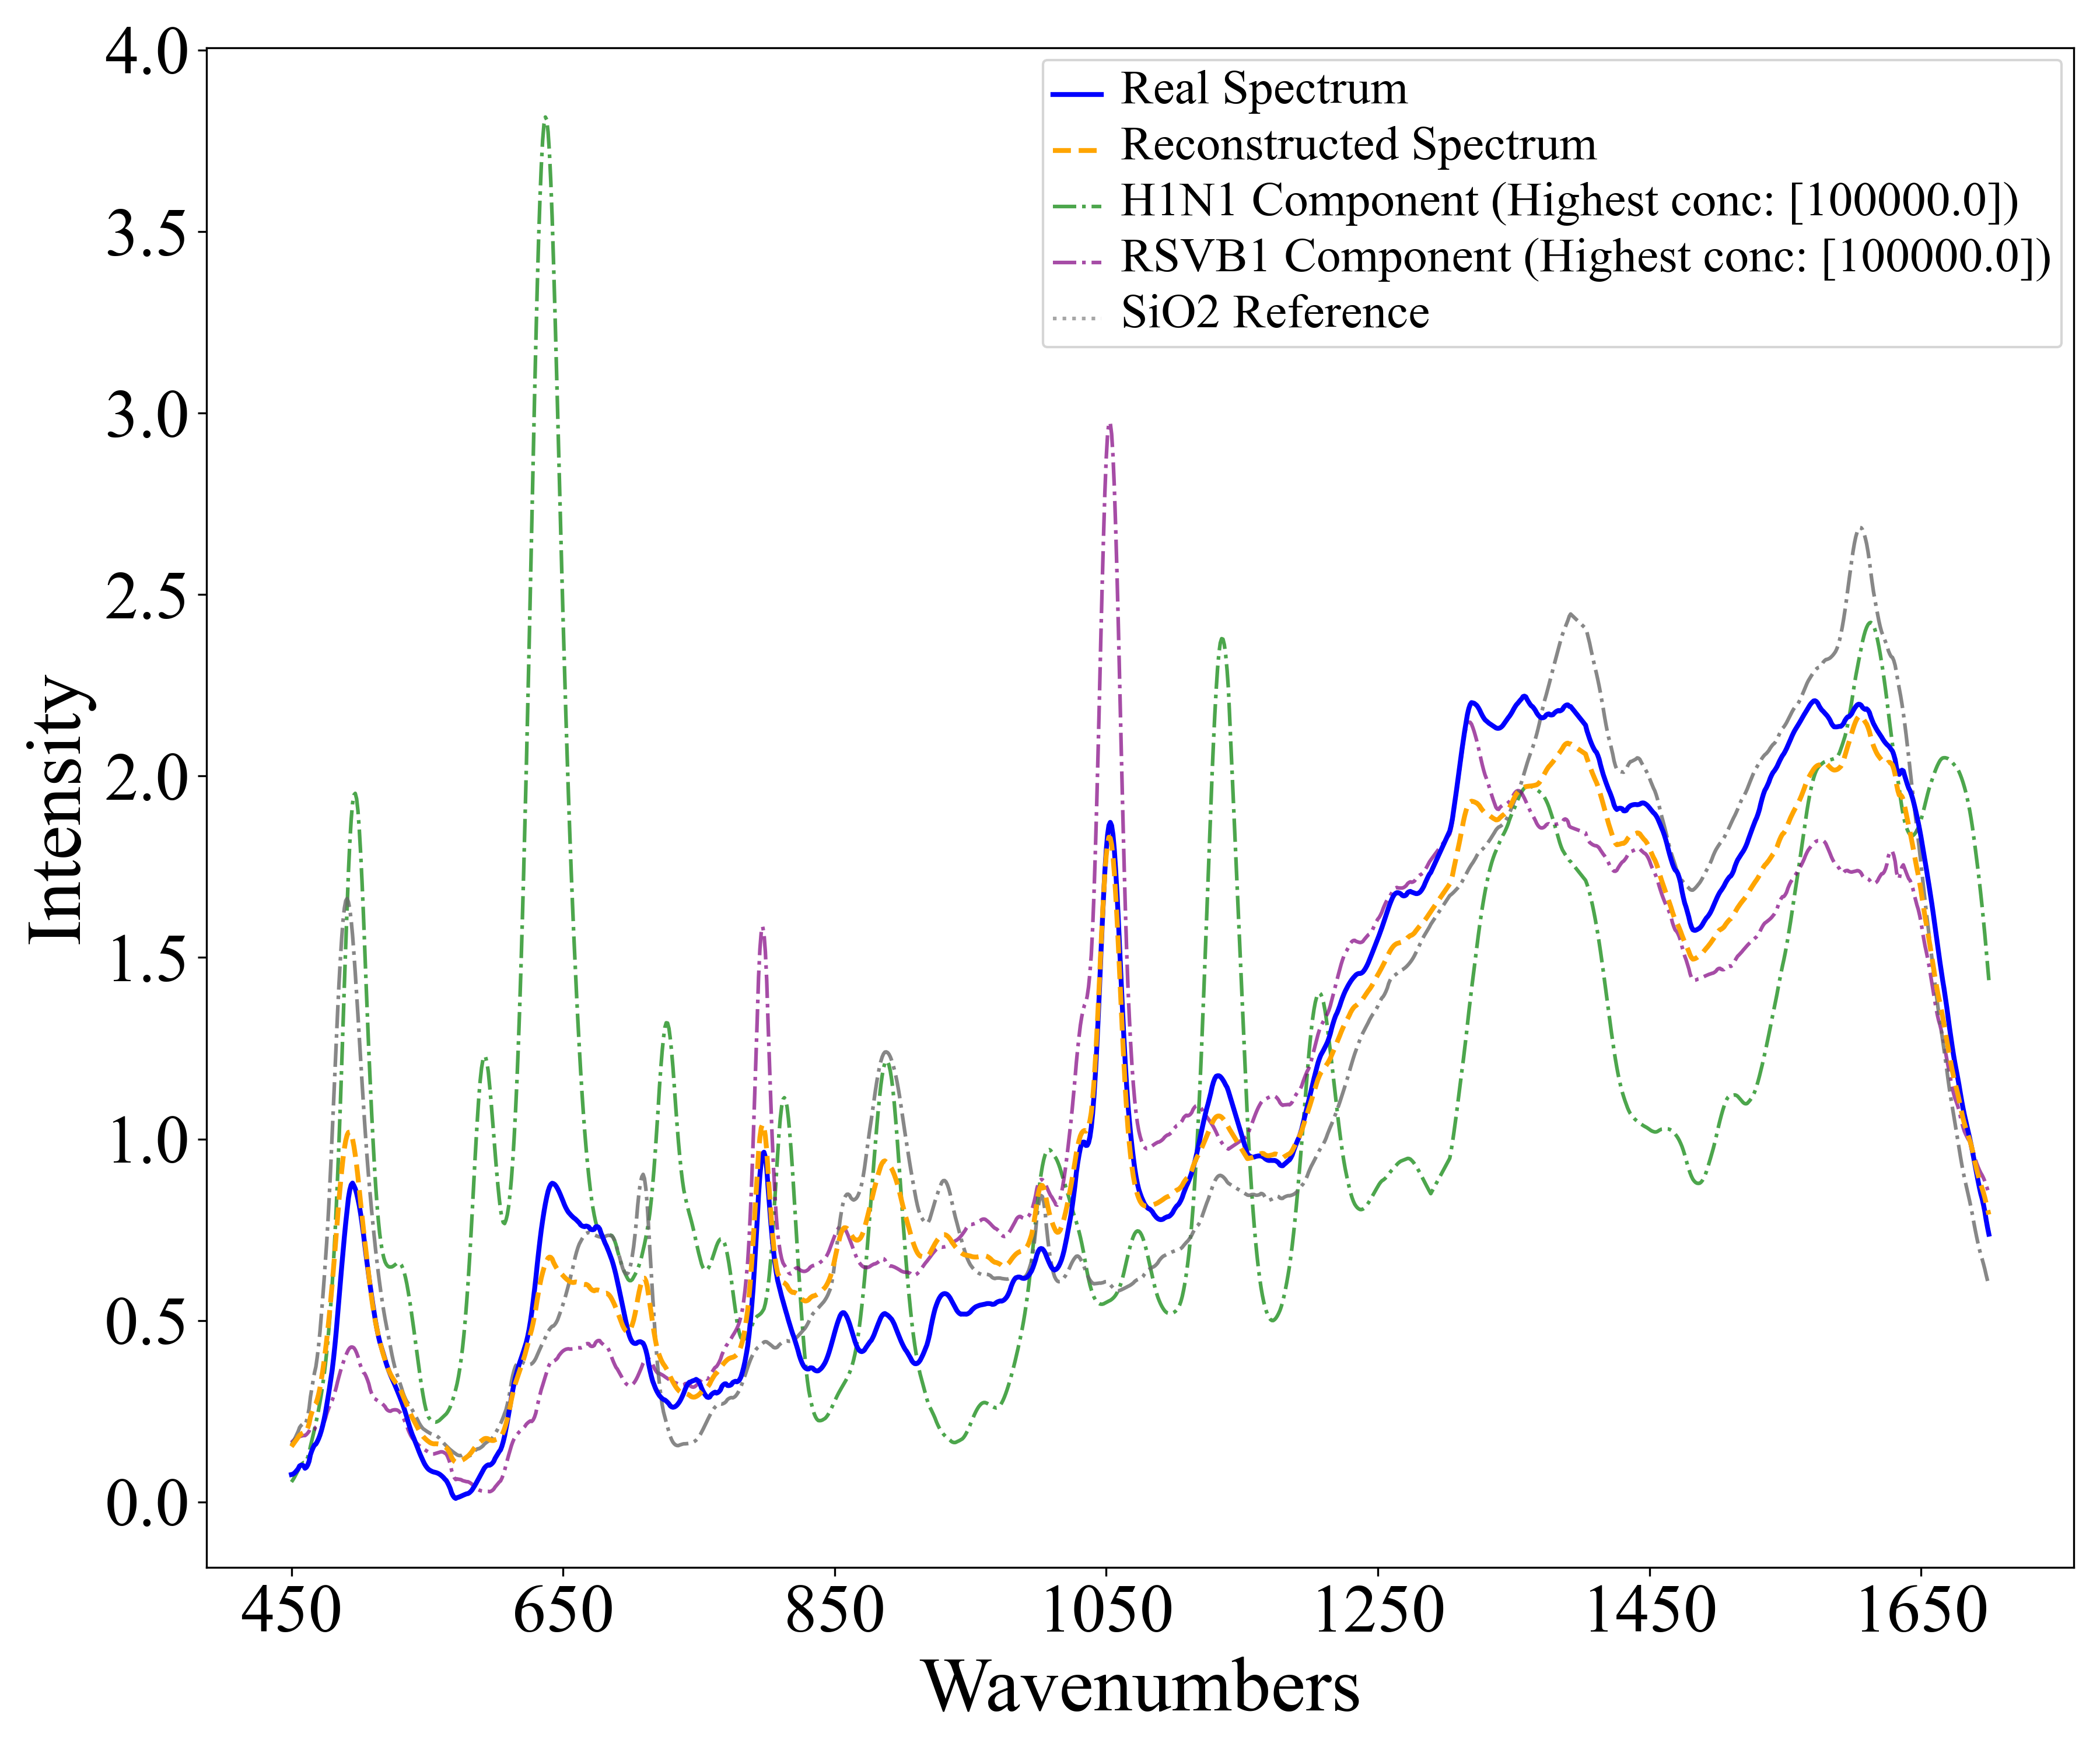 4.0
3.5
3.0
2.5
2.0
1.5
1.0
0.5
0.0
Intensity
Real Spectrum
Reconstructed Spectrum
H1N1 Component (Highest conc: [100000.0])
RSVB1 Component (Highest conc: [100000.0])
SiO2 Reference
450 650 850 1050 1250 1450 1650
Wavenumbers